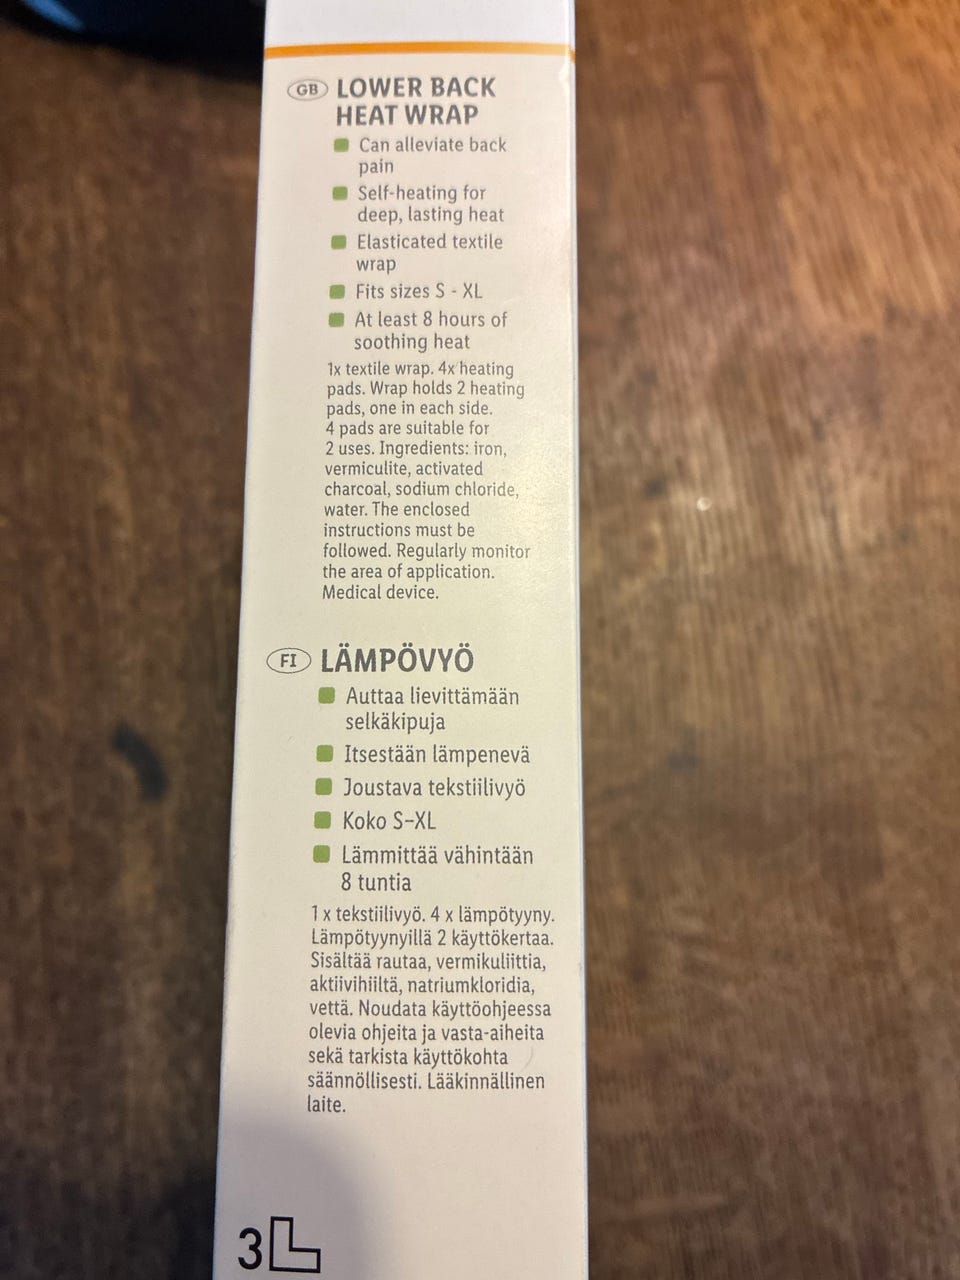 GB LOWER BACK
HEAT WRAP
Can alleviate back
pain
Self-heating for
deep, lasting heat
Elasticated textile
wrap
Fits sizes S - XL
At least 8 hours of
soothing heat
1x textile wrap. 4x heating
pads. Wrap holds 2 heating
pads, one in each side.
4 pads are suitable for
2 uses. Ingredients: iron,
vermiculite, activated
charcoal, sodium chloride,
water. The enclosed
instructions must be
followed. Regularly monitor
the area of application.
Medical device.
FI LÄMPÖVYÖ
Auttaa lievittämään
selkäkipuja
Itsestään lämpenevä
Joustava tekstiilivyö
Koko S–XL
Lämmittää vähintään
8 tuntia
1 x tekstiilivyö. 4 x lämpötyyny.
Lämpötyynyillä 2 käyttökertaa.
Sisältää rautaa, vermikuliittia,
aktiivihiiltä, natriumkloridia,
vettä. Noudata käyttöohjeessa
olevia ohjeita ja vasta-aiheita
sekä tarkista käyttökohta
säännöllisesti. Lääkinnällinen
laite.
3L